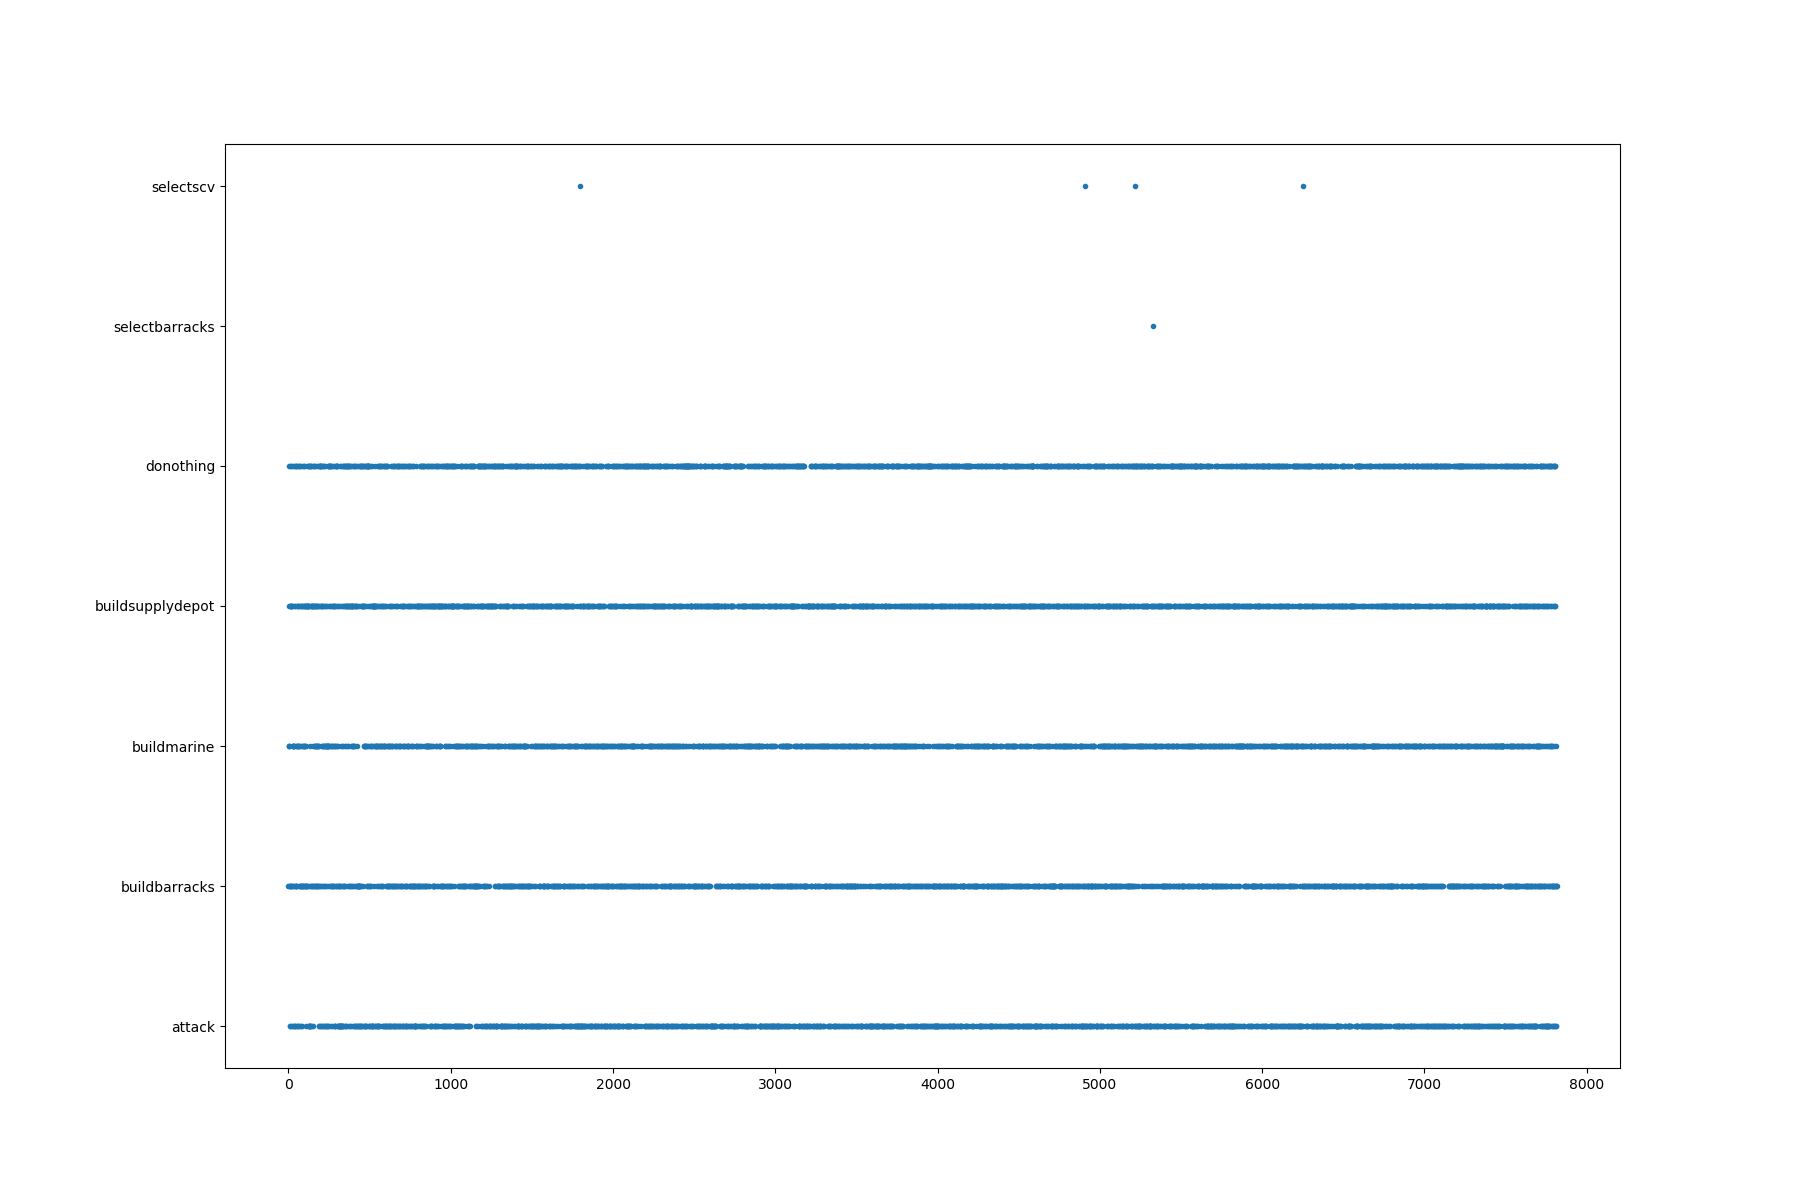 selectscv
selectbarracks
donothing
buildsupplydepot
buildmarine
buildbarracks
attack
0 1000 2000 3000 4000 5000 6000 7000 8000